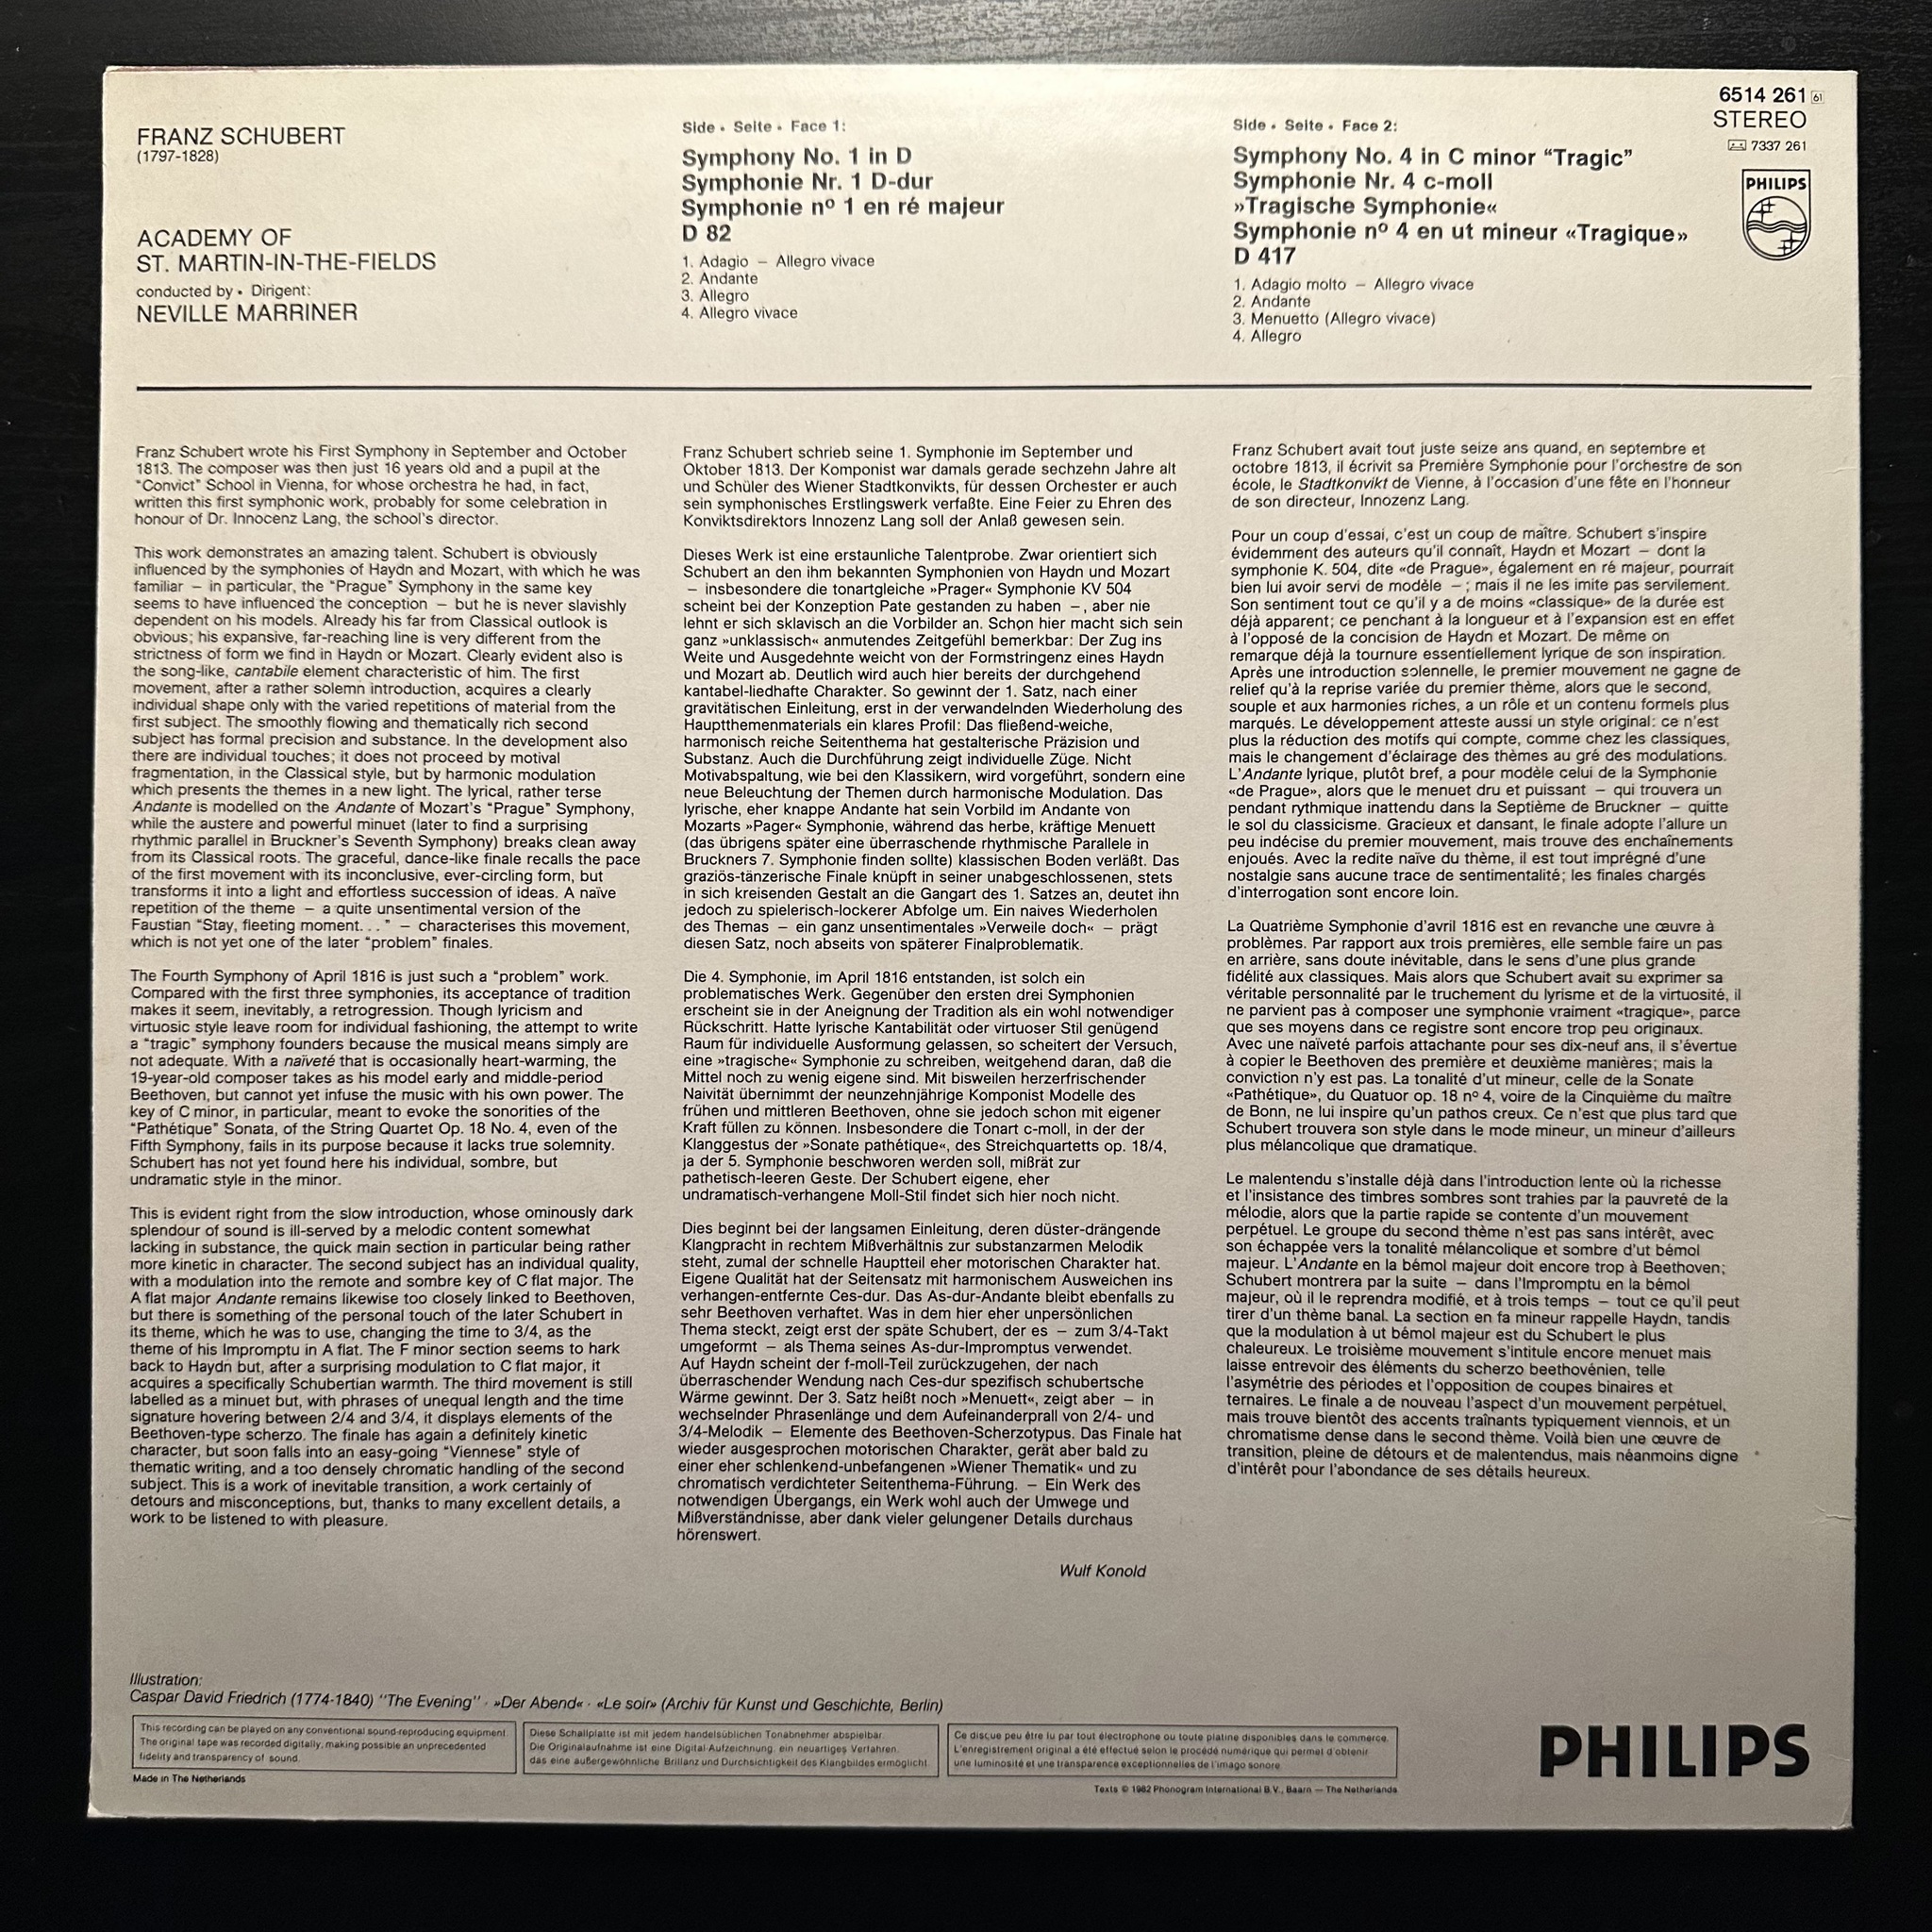 FRANZ SCHUBERT
(1797-1828)
ACADEMY OF
ST. MARTIN-IN-THE-FIELDS
conducted by • Dirigent:
NEVILLE MARRINER
Side • Seite • Face 1:
Symphony No. 1 in D
Symphonie Nr. 1 D-dur
Symphonie nº 1 en ré majeur
D 82
1. Adagio – Allegro vivace
2. Andante
3. Allegro
4. Allegro vivace
Side • Seite • Face 2:
Symphony No. 4 in C minor “Tragic”
Symphonie Nr. 4 c-moll
»Tragische Symphonie«
Symphonie nº 4 en ut mineur «Tragique»
D 417
1. Adagio molto – Allegro vivace
2. Andante
3. Menuetto (Allegro vivace)
4. Allegro
6514 261 61
STEREO
7337 261
PHILIPS
Franz Schubert wrote his First Symphony in September and October
1813. The composer was then just 16 years old and a pupil at the
“Convict” School in Vienna, for whose orchestra he had, in fact,
written this first symphonic work, probably for some celebration in
honour of Dr. Innocenz Lang, the school's director.
This work demonstrates an amazing talent. Schubert is obviously
influenced by the symphonies of Haydn and Mozart, with which he was
familiar – in particular, the “Prague” Symphony in the same key
seems to have influenced the conception – but he is never slavishly
dependent on his models. Already his far from Classical outlook is
obvious; his expansive, far-reaching line is very different from the
strictness of form we find in Haydn or Mozart. Clearly evident also is
the song-like, cantabile element characteristic of him. The first
movement, after a rather solemn introduction, acquires a clearly
individual shape only with the varied repetitions of material from the
first subject. The smoothly flowing and thematically rich second
subject has formal precision and substance. In the development also
there are individual touches; it does not proceed by motival
fragmentation, in the Classical style, but by harmonic modulation
which presents the themes in a new light. The lyrical, rather terse
Andante is modelled on the Andante of Mozart's “Prague” Symphony,
while the austere and powerful minuet (later to find a surprising
rhythmic parallel in Bruckner's Seventh Symphony) breaks clean away
from its Classical roots. The graceful, dance-like finale recalls the pace
of the first movement with its inconclusive, ever-circling form, but
transforms it into a light and effortless succession of ideas. A naïve
repetition of the theme – a quite unsentimental version of the
Faustian “Stay, fleeting moment. . . ” – characterises this movement,
which is not yet one of the later “problem” finales.
The Fourth Symphony of April 1816 is just such a “problem” work.
Compared with the first three symphonies, its acceptance of tradition
makes it seem, inevitably, a retrogression. Though lyricism and
virtuosic style leave room for individual fashioning, the attempt to write
a “tragic” symphony founders because the musical means simply are
not adequate. With a naïveté that is occasionally heart-warming, the
19-year-old composer takes as his model early and middle-period
Beethoven, but cannot yet infuse the music with his own power. The
key of C minor, in particular, meant to evoke the sonorities of the
“Pathétique” Sonata, of the String Quartet Op. 18 No. 4, even of the
Fifth Symphony, fails in its purpose because it lacks true solemnity.
Schubert has not yet found here his individual, sombre, but
undramatic style in the minor.
This is evident right from the slow introduction, whose ominously dark
splendour of sound is ill-served by a melodic content somewhat
lacking in substance, the quick main section in particular being rather
more kinetic in character. The second subject has an individual quality,
with a modulation into the remote and sombre key of C flat major. The
A flat major Andante remains likewise too closely linked to Beethoven,
but there is something of the personal touch of the later Schubert in
its theme, which he was to use, changing the time to 3/4, as the
theme of his Impromptu in A flat. The F minor section seems to hark
back to Haydn but, after a surprising modulation to C flat major, it
acquires a specifically Schubertian warmth. The third movement is still
labelled as a minuet but, with phrases of unequal length and the time
signature hovering between 2/4 and 3/4, it displays elements of the
Beethoven-type scherzo. The finale has again a definitely kinetic
character, but soon falls into an easy-going “Viennese” style of
thematic writing, and a too densely chromatic handling of the second
subject. This is a work of inevitable transition, a work certainly of
detours and misconceptions, but, thanks to many excellent details, a
work to be listened to with pleasure.
Franz Schubert schrieb seine 1. Symphonie im September und
Oktober 1813. Der Komponist war damals gerade sechzehn Jahre alt
und Schüler des Wiener Stadtkonvikts, für dessen Orchester er auch
sein symphonisches Erstlingswerk verfaßte. Eine Feier zu Ehren des
Konviktsdirektors Innozenz Lang soll der Anlaß gewesen sein.
Dieses Werk ist eine erstaunliche Talentprobe. Zwar orientiert sich
Schubert an den ihm bekannten Symphonien von Haydn und Mozart
– insbesondere die tonartgleiche »Prager« Symphonie KV 504
scheint bei der Konzeption Pate gestanden zu haben –, aber nie
lehnt er sich sklavisch an die Vorbilder an. Schon hier macht sich sein
ganz »unklassisch« anmutendes Zeitgefühl bemerkbar: Der Zug ins
Weite und Ausgedehnte weicht von der Formstringenz eines Haydn
und Mozart ab. Deutlich wird auch hier bereits der durchgehend
kantabel-liedhafte Charakter. So gewinnt der 1. Satz, nach einer
gravitätischen Einleitung, erst in der verwandelnden Wiederholung des
Hauptthemenmaterials ein klares Profil: Das fließend-weiche,
harmonisch reiche Seitenthema hat gestalterische Präzision und
Substanz. Auch die Durchführung zeigt individuelle Züge. Nicht
Motivabspaltung, wie bei den Klassikern, wird vorgeführt, sondern eine
neue Beleuchtung der Themen durch harmonische Modulation. Das
lyrische, eher knappe Andante hat sein Vorbild im Andante von
Mozarts »Pager« Symphonie, während das herbe, kräftige Menuett
(das übrigens später eine überraschende rhythmische Parallele in
Bruckners 7. Symphonie finden sollte) klassischen Boden verläßt. Das
graziös-tänzerische Finale knüpft in seiner unabgeschlossenen, stets
in sich kreisenden Gestalt an die Gangart des 1. Satzes an, deutet ihn
jedoch zu spielerisch-lockerer Abfolge um. Ein naives Wiederholen
des Themas – ein ganz unsentimentales »Verweile doch« – prägt
diesen Satz, noch abseits von späterer Finalproblematik.
Die 4. Symphonie, im April 1816 entstanden, ist solch ein
problematisches Werk. Gegenüber den ersten drei Symphonien
erscheint sie in der Aneignung der Tradition als ein wohl notwendiger
Rückschritt. Hatte lyrische Kantabilität oder virtuoser Stil genügend
Raum für individuelle Ausformung gelassen, so scheitert der Versuch,
eine »tragische« Symphonie zu schreiben, weitgehend daran, daß die
Mittel noch zu wenig eigene sind. Mit bisweilen herzerfrischender
Naivität übernimmt der neunzehnjährige Komponist Modelle des
frühen und mittleren Beethoven, ohne sie jedoch schon mit eigener
Kraft füllen zu können. Insbesondere die Tonart c-moll, in der der
Klanggestus der »Sonate pathétique«, des Streichquartetts op. 18/4,
ja der 5. Symphonie beschworen werden soll, mißrät zur
pathetisch-leeren Geste. Der Schubert eigene, eher
undramatisch-verhangene Moll-Stil findet sich hier noch nicht.
Dies beginnt bei der langsamen Einleitung, deren düster-drängende
Klangpracht in rechtem Mißverhältnis zur substanzarmen Melodik
steht, zumal der schnelle Hauptteil eher motorischen Charakter hat.
Eigene Qualität hat der Seitensatz mit harmonischem Ausweichen ins
verhangen-entfernte Ces-dur. Das As-dur-Andante bleibt ebenfalls zu
sehr Beethoven verhaftet. Was in dem hier eher unpersönlichen
Thema steckt, zeigt erst der späte Schubert, der es – zum 3/4-Takt
umgeformt – als Thema seines As-dur-Impromptus verwendet.
Auf Haydn scheint der f-moll-Teil zurückzugehen, der nach
überraschender Wendung nach Ces-dur spezifisch schubertsche
Wärme gewinnt. Der 3. Satz heißt noch »Menuett«, zeigt aber – in
wechselnder Phrasenlänge und dem Aufeinanderprall von 2/4- und
3/4-Melodik – Elemente des Beethoven-Scherzotypus. Das Finale hat
wieder ausgesprochen motorischen Charakter, gerät aber bald zu
einer eher schlenkend-unbefangenen »Wiener Thematik« und zu
chromatisch verdichteter Seitenthema-Führung. – Ein Werk des
notwendigen Übergangs, ein Werk wohl auch der Umwege und
Mißverständnisse, aber dank vieler gelungener Details durchaus
hörenswert.
Wulf Konold
Franz Schubert avait tout juste seize ans quand, en septembre et
octobre 1813, il écrivit sa Première Symphonie pour l'orchestre de son
école, le Stadtkonvikt de Vienne, à l'occasion d'une fête en l'honneur
de son directeur, Innozenz Lang.
Pour un coup d'essai, c'est un coup de maître. Schubert s'inspire
évidemment des auteurs qu'il connaît, Haydn et Mozart – dont la
symphonie K. 504, dite «de Prague», également en ré majeur, pourrait
bien lui avoir servi de modèle – ; mais il ne les imite pas servilement.
Son sentiment tout ce qu'il y a de moins «classique» de la durée est
déjà apparent; ce penchant à la longueur et à l'expansion est en effet
à l'opposé de la concision de Haydn et Mozart. De même on
remarque déjà la tournure essentiellement lyrique de son inspiration.
Après une introduction solennelle, le premier mouvement ne gagne de
relief qu'à la reprise variée du premier thème, alors que le second,
souple et aux harmonies riches, a un rôle et un contenu formels plus
marqués. Le développement atteste aussi un style original: ce n'est
plus la réduction des motifs qui compte, comme chez les classiques,
mais le changement d'éclairage des thèmes au gré des modulations.
L'Andante lyrique, plutôt bref, a pour modèle celui de la Symphonie
«de Prague», alors que le menuet dru et puissant – qui trouvera un
pendant rythmique inattendu dans la Septième de Bruckner – quitte
le sol du classicisme. Gracieux et dansant, le finale adopte l'allure un
peu indécise du premier mouvement, mais trouve des enchaînements
enjoués. Avec la redite naïve du thème, il est tout imprégné d'une
nostalgie sans aucune trace de sentimentalité; les finales chargés
d'interrogation sont encore loin.
La Quatrième Symphonie d'avril 1816 est en revanche une œuvre à
problèmes. Par rapport aux trois premières, elle semble faire un pas
en arrière, sans doute inévitable, dans le sens d'une plus grande
fidélité aux classiques. Mais alors que Schubert avait su exprimer sa
véritable personnalité par le truchement du lyrisme et de la virtuosité, il
ne parvient pas à composer une symphonie vraiment «tragique», parce
que ses moyens dans ce registre sont encore trop peu originaux.
Avec une naïveté parfois attachante pour ses dix-neuf ans, il s'évertue
à copier le Beethoven des première et deuxième manières; mais la
conviction n'y est pas. La tonalité d'ut mineur, celle de la Sonate
«Pathétique», du Quatuor op. 18 nº 4, voire de la Cinquième du maître
de Bonn, ne lui inspire qu'un pathos creux. Ce n'est que plus tard que
Schubert trouvera son style dans le mode mineur, un mineur d'ailleurs
plus mélancolique que dramatique.
Le malentendu s'installe déjà dans l'introduction lente où la richesse
et l'insistance des timbres sombres sont trahies par la pauvreté de la
mélodie, alors que la partie rapide se contente d'un mouvement
perpétuel. Le groupe du second thème n'est pas sans intérêt, avec
son échappée vers la tonalité mélancolique et sombre d'ut bémol
majeur. L'Andante en la bémol majeur doit encore trop à Beethoven;
Schubert montrera par la suite – dans l'Impromptu en la bémol
majeur, où il le reprendra modifié, et à trois temps – tout ce qu'il peut
tirer d'un thème banal. La section en fa mineur rappelle Haydn, tandis
que la modulation à ut bémol majeur est du Schubert le plus
chaleureux. Le troisième mouvement s'intitule encore menuet mais
laisse entrevoir des éléments du scherzo beethovénien, telle
l'asymétrie des périodes et l'opposition de coupes binaires et
ternaires. Le finale a de nouveau l'aspect d'un mouvement perpétuel,
mais trouve bientôt des accents traînants typiquement viennois, et un
chromatisme dense dans le second thème. Voilà bien une œuvre de
transition, pleine de détours et de malentendus, mais néanmoins digne
d'intérêt pour l'abondance de ses détails heureux.
Illustration:
Caspar David Friedrich (1774-1840) "The Evening" · »Der Abend« · «Le soir» (Archiv für Kunst und Geschichte, Berlin)
This recording can be played on any conventional sound-reproducing equipment.
The original tape was recorded digitally, making possible an unprecedented
fidelity and transparency of sound.
Diese Schallplatte ist mit jedem handelsüblichen Tonabnehmer abspielbar.
Die Originalaufnahme ist eine Digital-Aufzeichnung, ein neuartiges Verfahren,
das eine außergewöhnliche Brillanz und Durchsichtigkeit des Klangbildes ermöglicht.
Ce disque peu être lu par tout électrophone ou toute platine disponibles dans le commerce.
L'enregistrement original a été effectué selon le procédé numérique qui permet d'obtenir
une luminosité et une transparence exceptionnelles de l'imago sonore.
Made in The Netherlands
Texts © 1982 Phonogram International B.V., Baarn — The Netherlands
PHILIPS